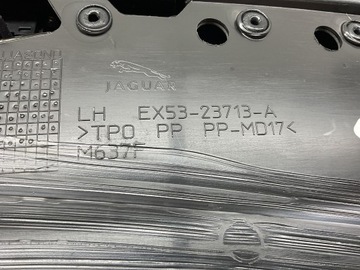 JAGUAR
LH EX53-23713-A
>TPO PP PP-MD17<
M637F